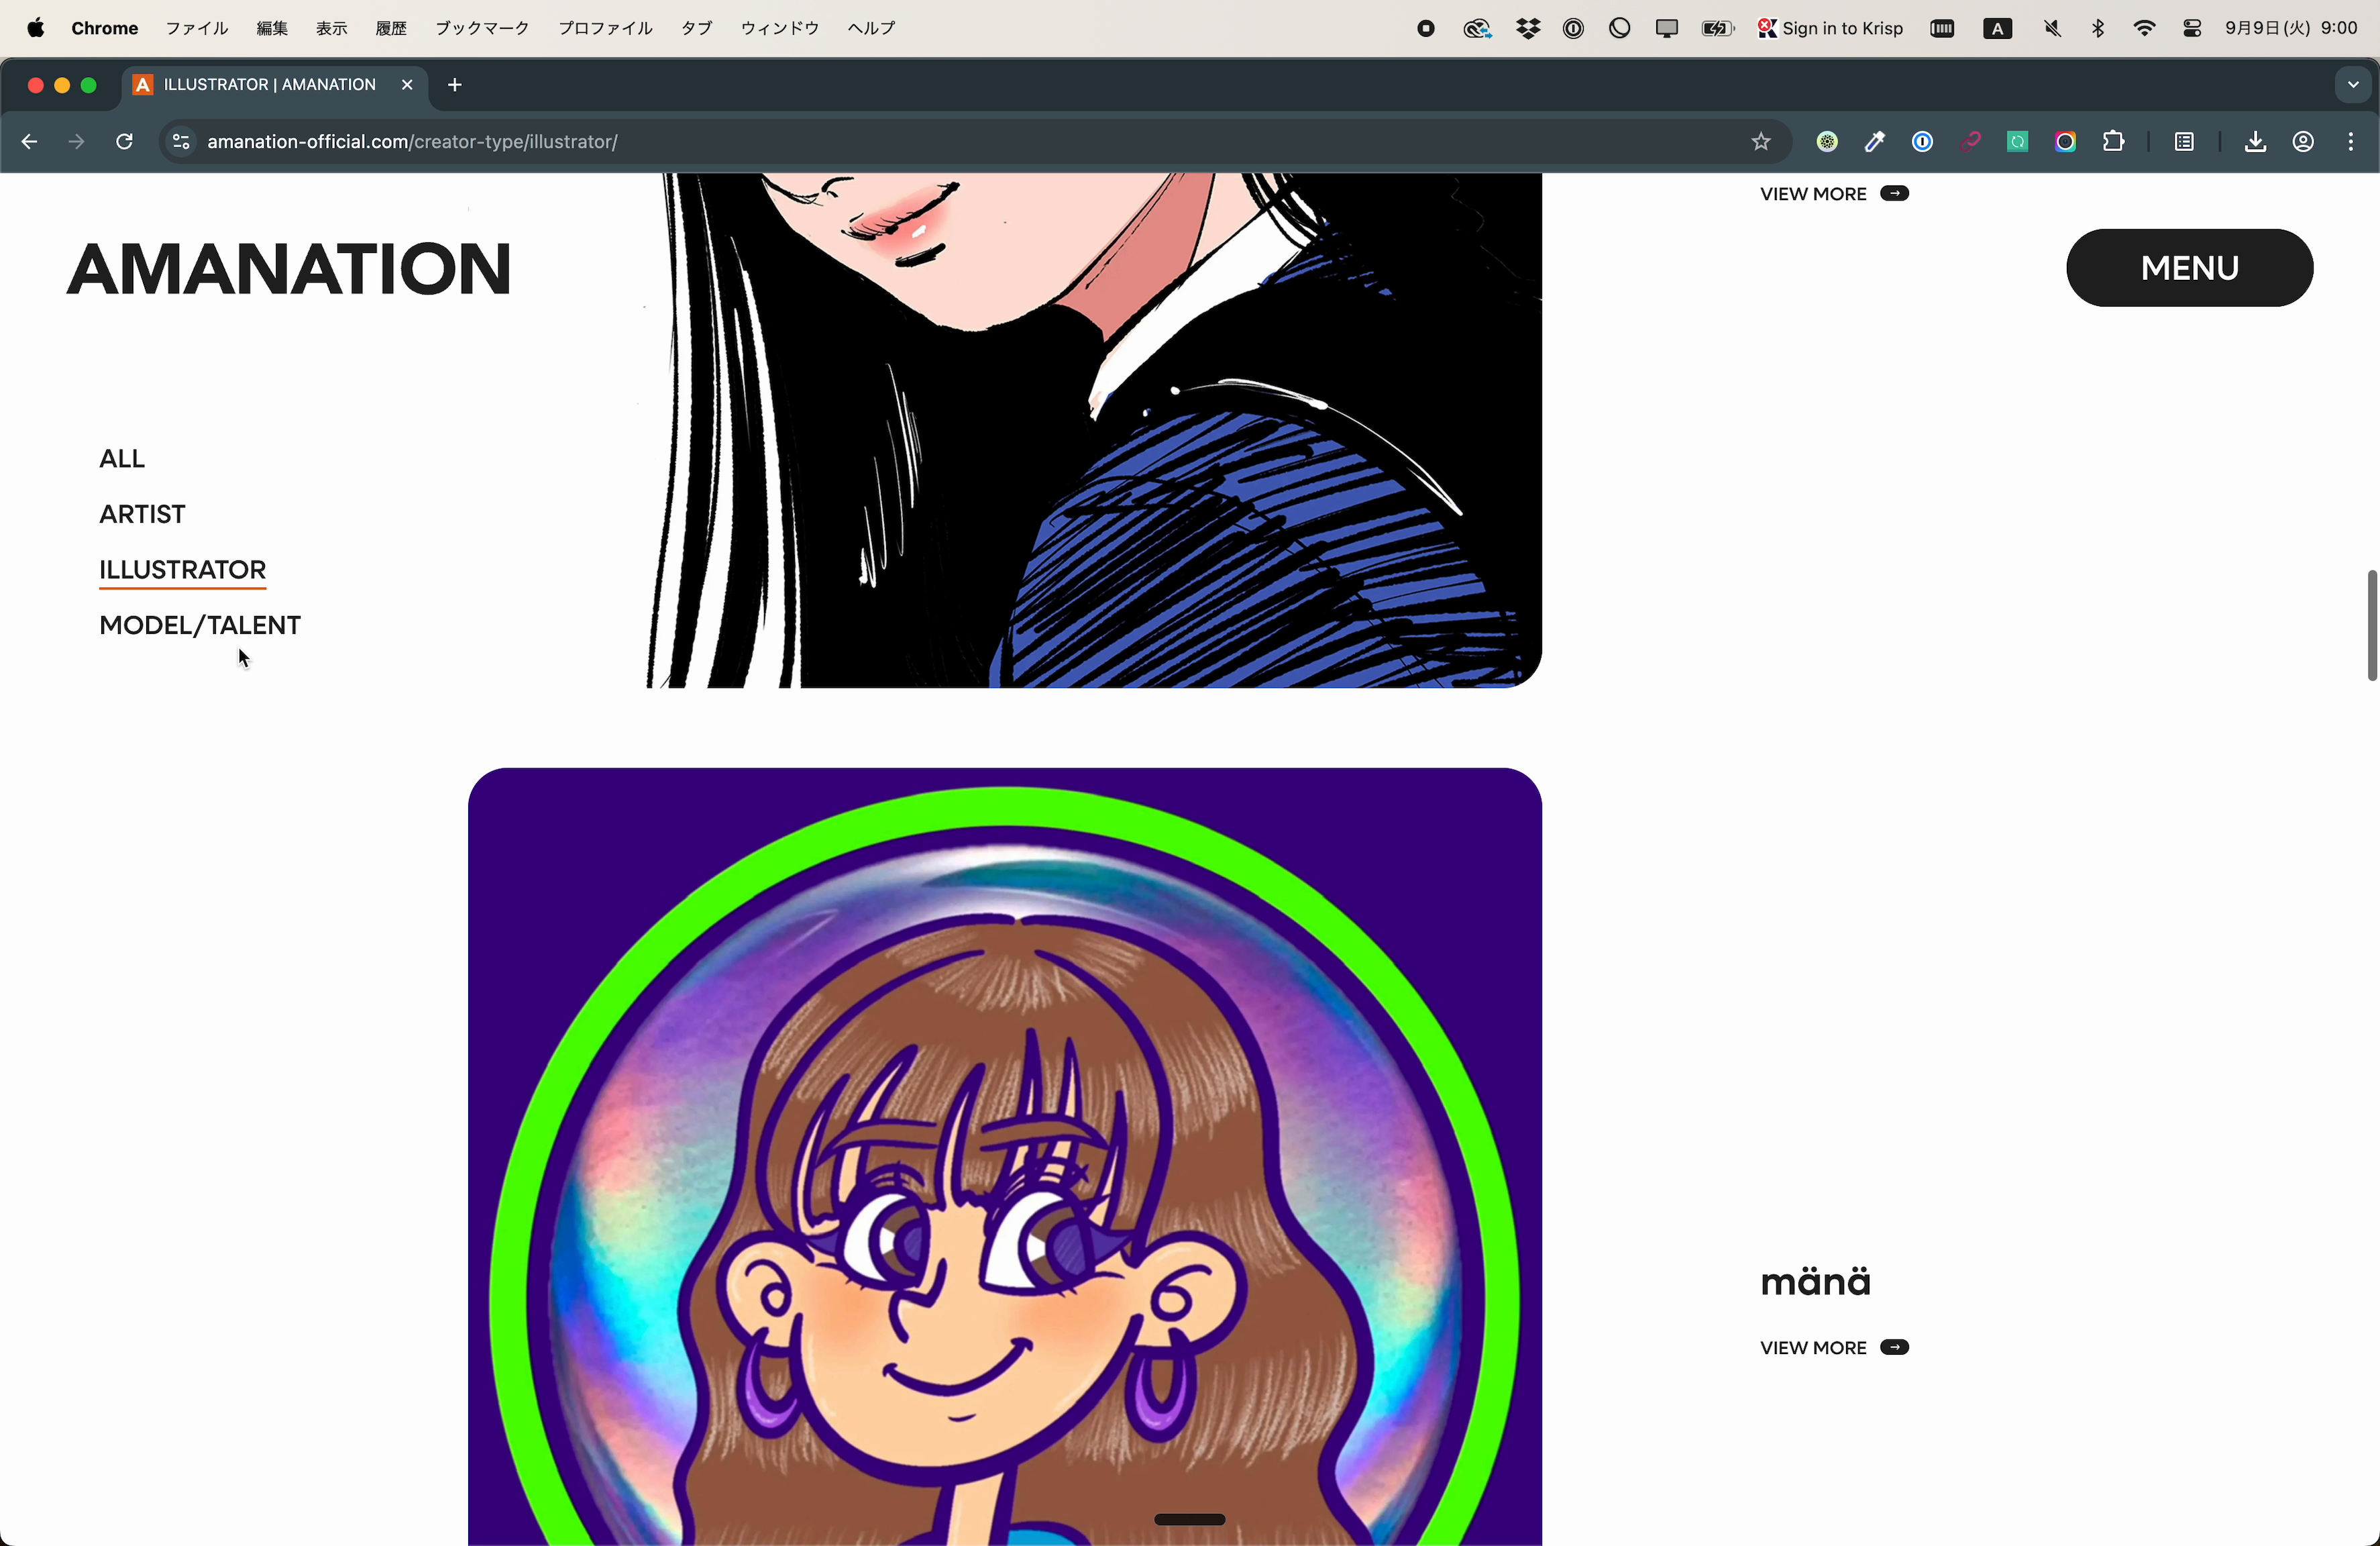 Chrome ファイル 編集 表示 履歴 ブックマーク プロファイル タブ ウィンドウ ヘルプ Sign in to Krisp A 9月9日(火) 9:00
A ILLUSTRATOR | AMANATION
amanation-official.com/creator-type/illustrator/
VIEW MORE
AMANATION
MENU
ALL
ARTIST
ILLUSTRATOR
MODEL/TALENT
mänä
VIEW MORE